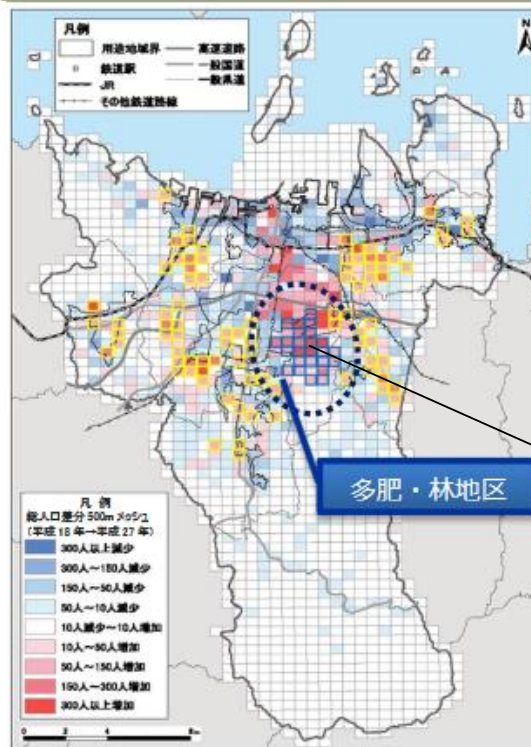 凡例
用途地域界
高速道路
鉄道駅
一般国道
JR
一般県道
その他鉄道路線
N
多肥・林地区
凡 例
総人口差分 500m メッシュ
(平成 18 年→平成 27 年)
300人以上減少
300人～150人減少
150人～50人減少
50人～10人減少
10人減少～10人増加
10人～50人増加
50人～150人増加
150人～300人増加
300人以上増加
0 2 4 8km